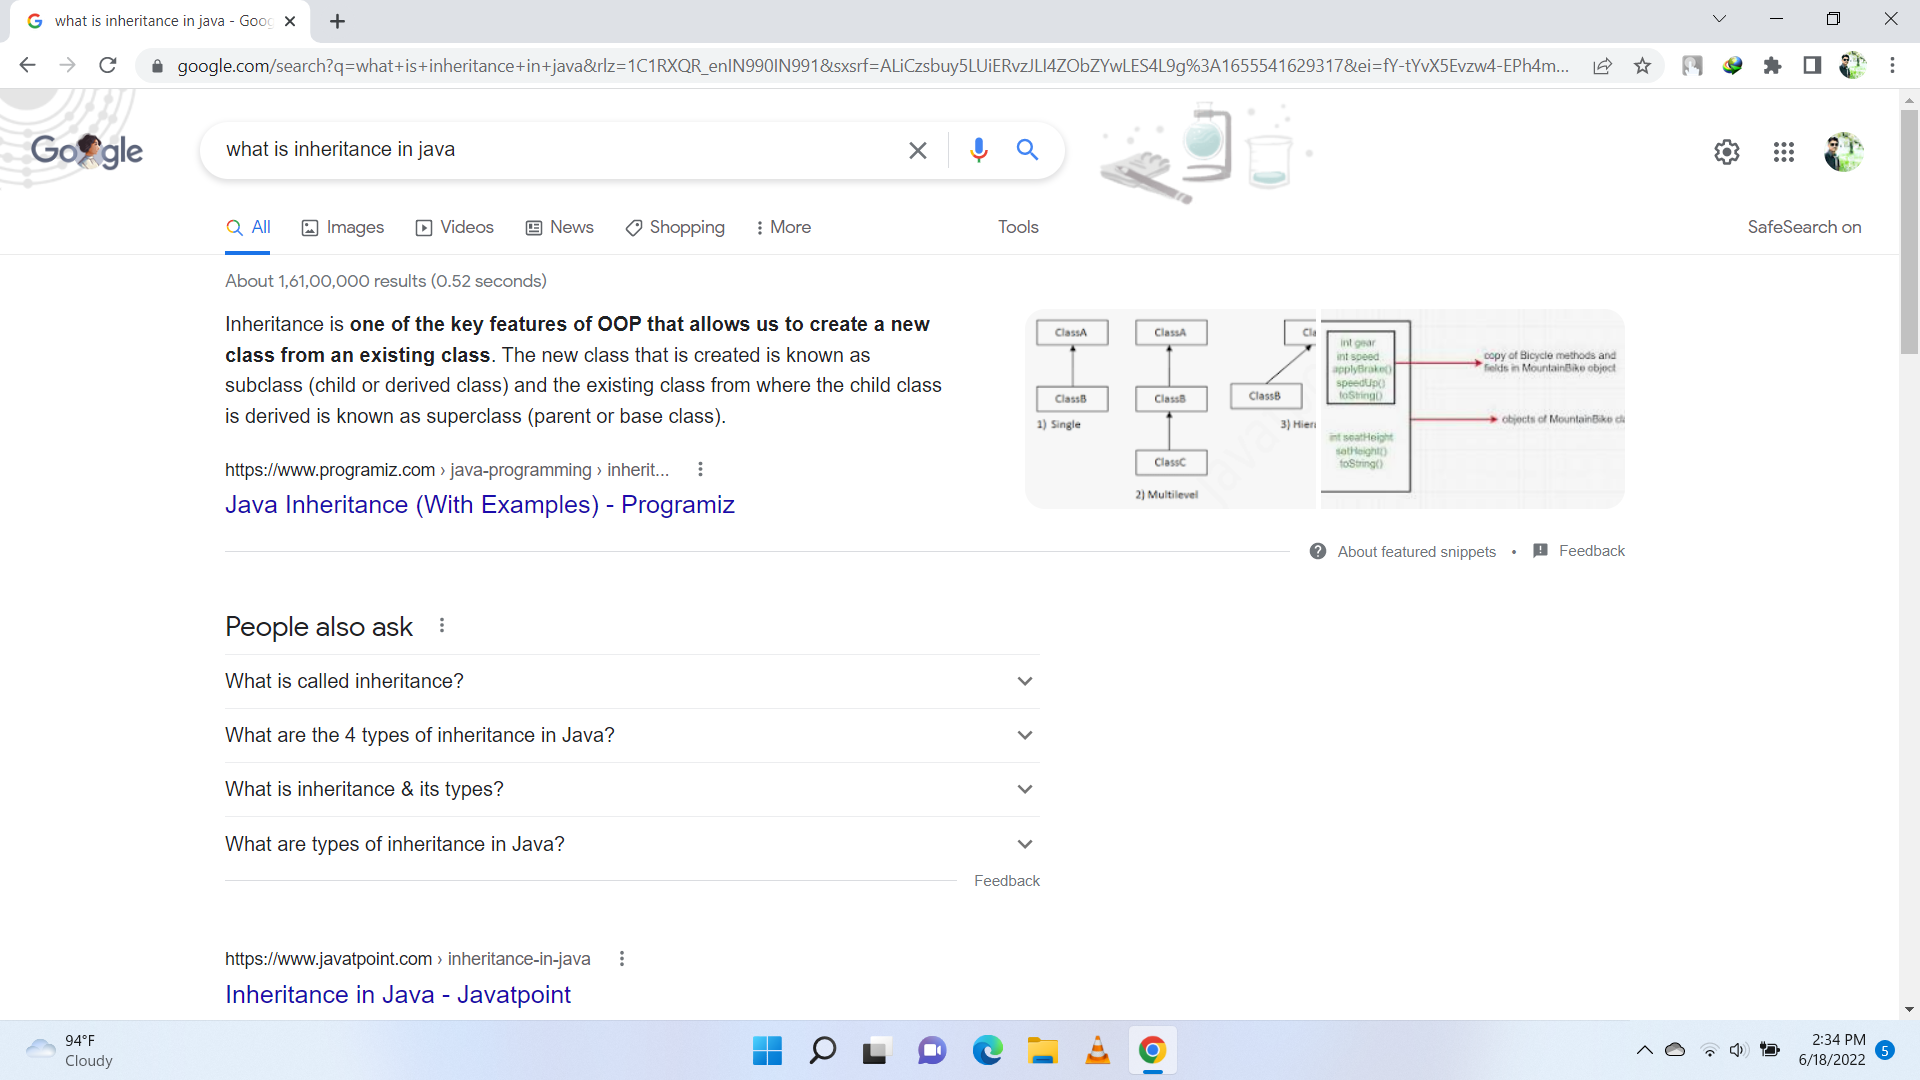 what is inheritance in java - Goog
google.com/search?q=what+is+inheritance+in+java&rlz=1C1RXQR_enIN990IN991&sxsrf=ALiCzsbuy5LUiERvzJLl4ZObZYwLES4L9g%3A1655541629317&ei=fY-tYvX5Evzw4-EPh4m...
Google
what is inheritance in java
All Images Videos News Shopping More Tools SafeSearch on
About 1,61,00,000 results (0.52 seconds)
Inheritance is one of the key features of OOP that allows us to create a new
class from an existing class. The new class that is created is known as
subclass (child or derived class) and the existing class from where the child class
is derived is known as superclass (parent or base class).
https://www.programiz.com › java-programming › inherit...
Java Inheritance (With Examples) - Programiz
ClassA ClassA Cla
ClassB ClassB ClassB
1) Single 3) Hier
ClassC
2) Multilevel
int gear
int speed
applyBrake()
speedUp()
toString()
copy of Bicycle methods and
fields in MountainBike object
objects of MountainBike cla
int seatHeight
setHeight()
toString()
About featured snippets • Feedback
People also ask
What is called inheritance?
What are the 4 types of inheritance in Java?
What is inheritance & its types?
What are types of inheritance in Java?
Feedback
https://www.javatpoint.com › inheritance-in-java
Inheritance in Java - Javatpoint
94°F
Cloudy
2:34 PM
6/18/2022
5